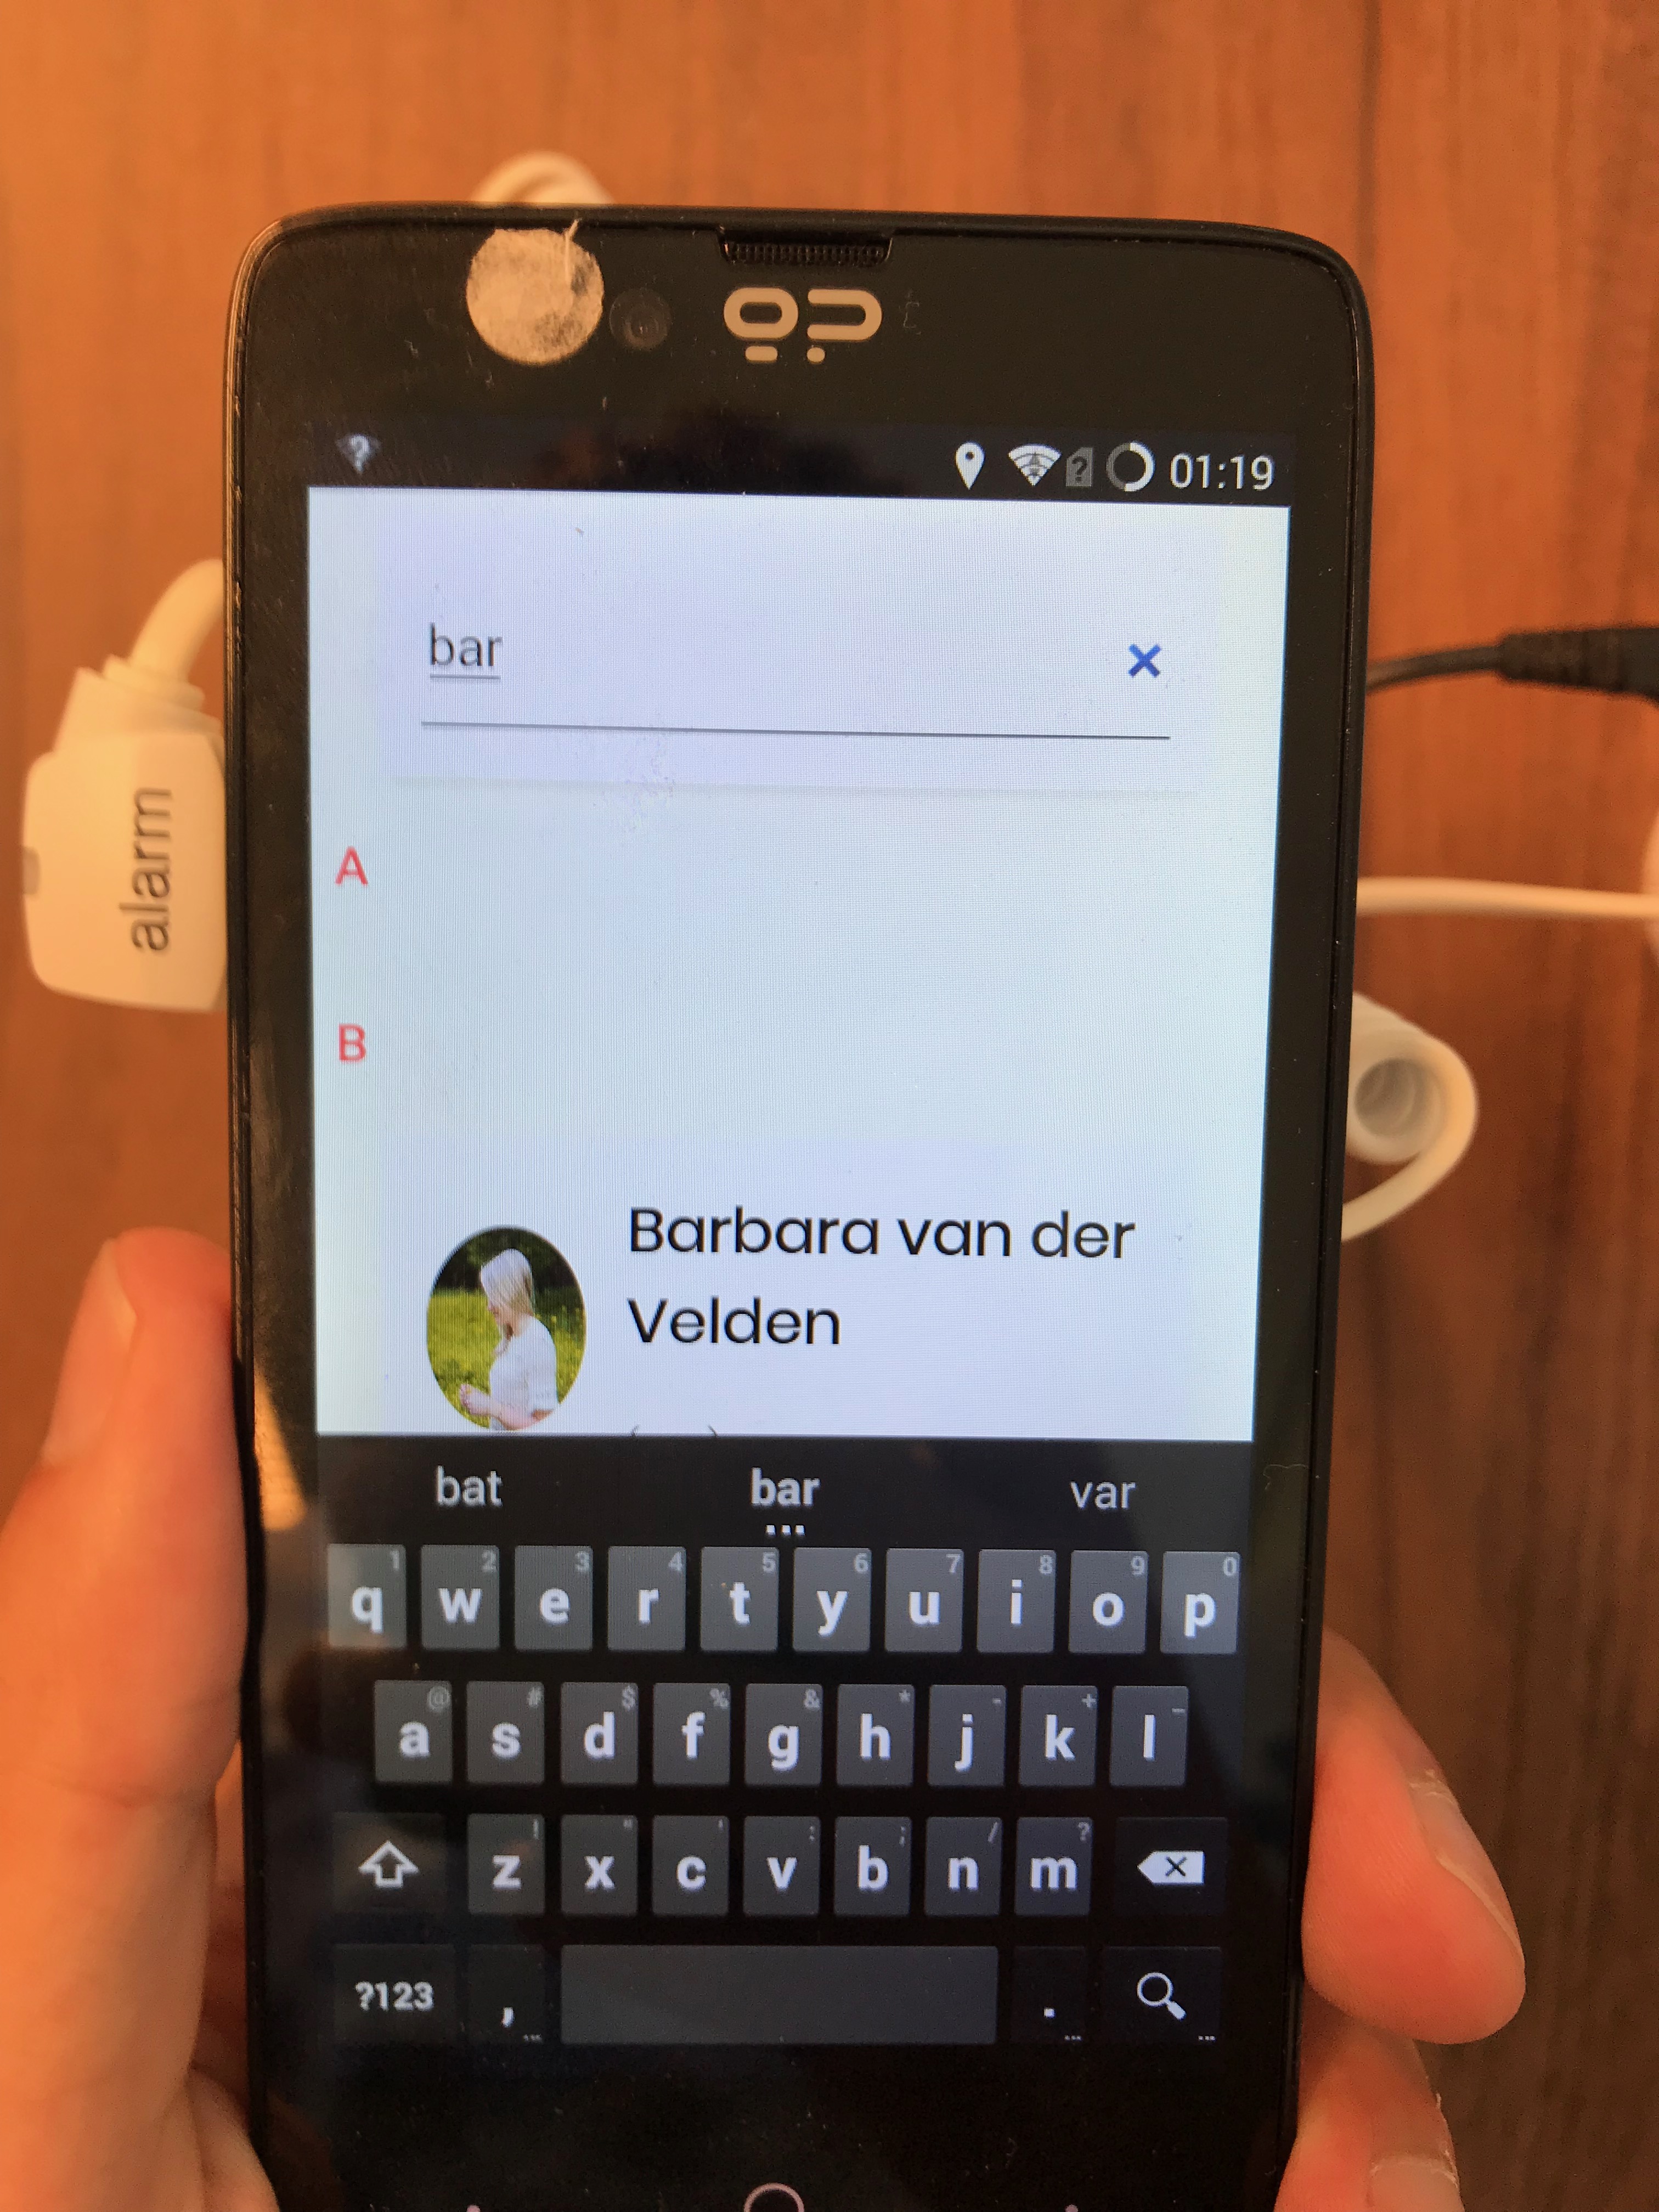 01:19
bar
A
B
Barbara van der
Velden
alarm
bat bar var
1 2 3 4 5 6 7 8 9 0
q w e r t y u i o p
@ # $ % & * - + _
a s d f g h j k l
! " ' : ; / ?
z x c v b n m
?123 , .